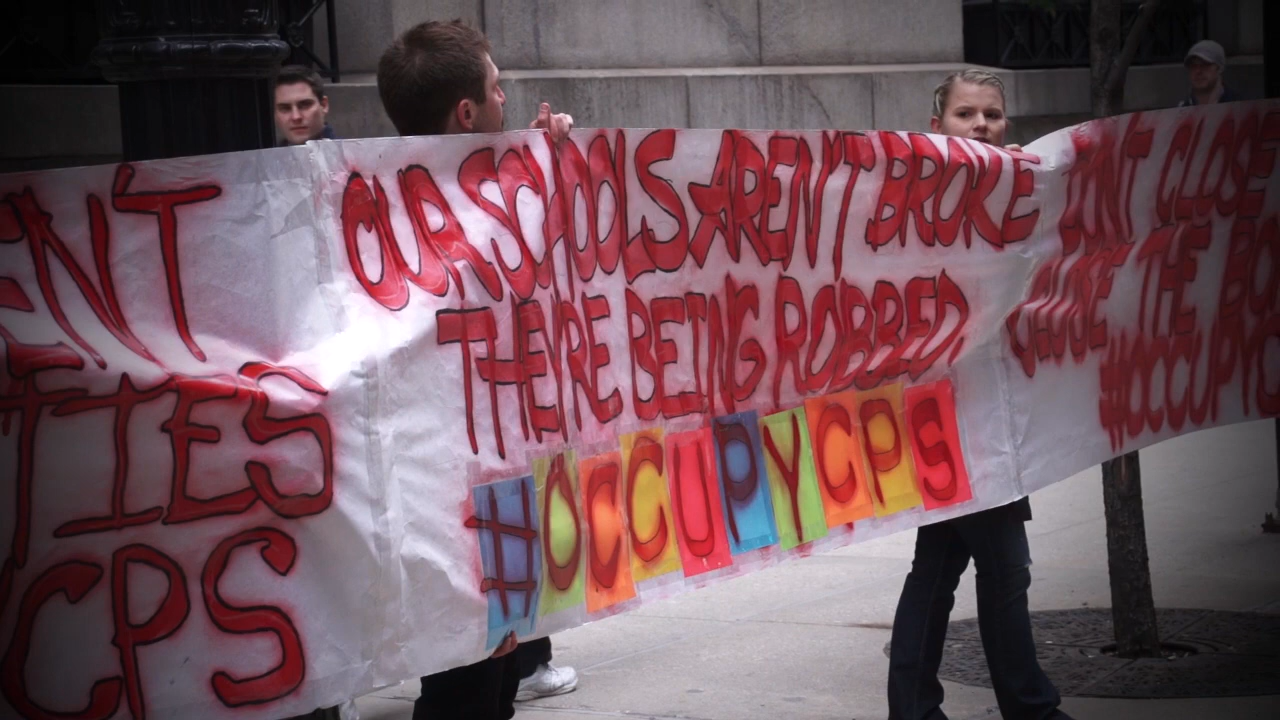 ENT
TIES
CPS
OUR SCHOOLS AREN'T BROKE
THEY'RE BEING ROBBED.
#OCCUPYCPS
DON'T CLOSE
CLOSE THE
#OCCUPYC